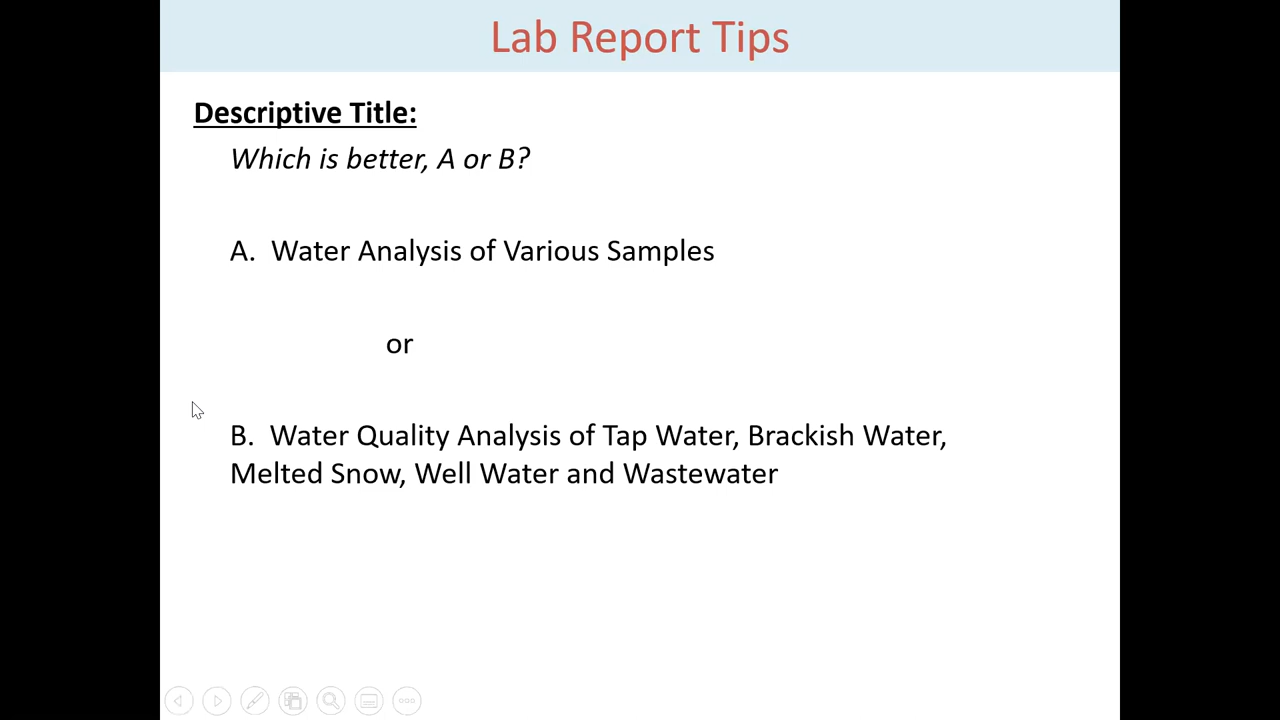 Lab Report Tips
Descriptive Title:
Which is better, A or B?
A. Water Analysis of Various Samples
or
B. Water Quality Analysis of Tap Water, Brackish Water,
Melted Snow, Well Water and Wastewater